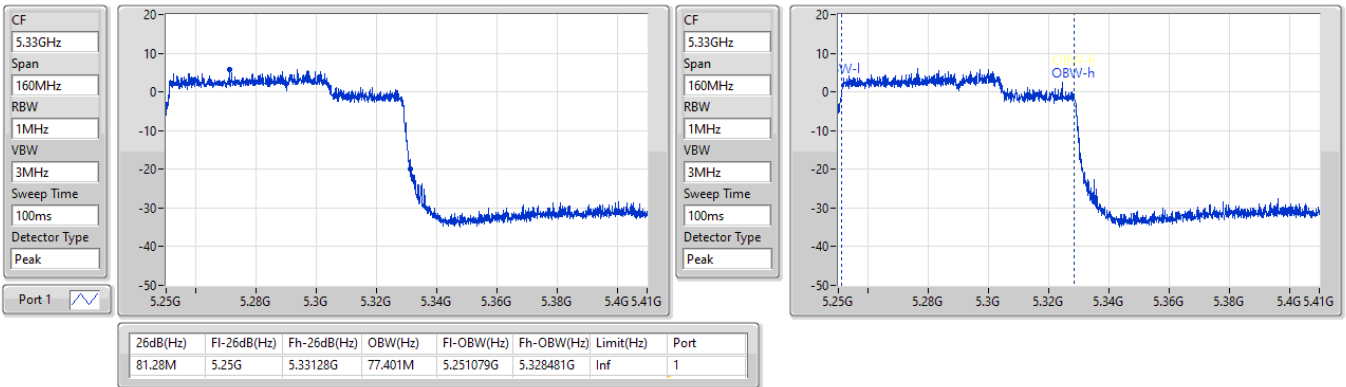 CF
5.33GHz
Span
160MHz
RBW
1MHz
VBW
3MHz
Sweep Time
100ms
Detector Type
Peak
Port 1
20
10
0
-10
-20
-30
-40
-50
5.25G 5.28G 5.3G 5.32G 5.34G 5.36G 5.38G 5.4G 5.41G
CF
5.33GHz
Span
160MHz
RBW
1MHz
VBW
3MHz
Sweep Time
100ms
Detector Type
Peak
20
10
0
-10
-20
-30
-40
-50
W-l
OBW-h
5.25G 5.28G 5.3G 5.32G 5.34G 5.36G 5.38G 5.4G 5.41G
26dB(Hz) Fl-26dB(Hz) Fh-26dB(Hz) OBW(Hz) Fl-OBW(Hz) Fh-OBW(Hz) Limit(Hz) Port
81.28M 5.25G 5.33128G 77.401M 5.251079G 5.328481G Inf 1